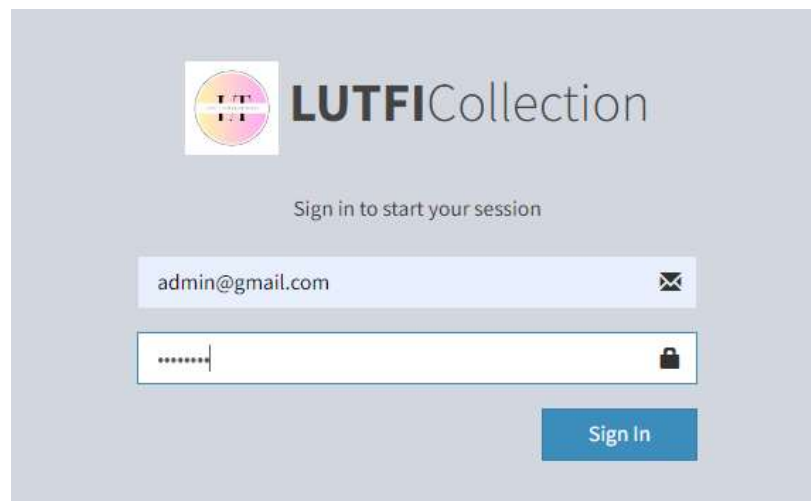 LUTFICollection
Sign in to start your session
admin@gmail.com
••••••••
Sign In